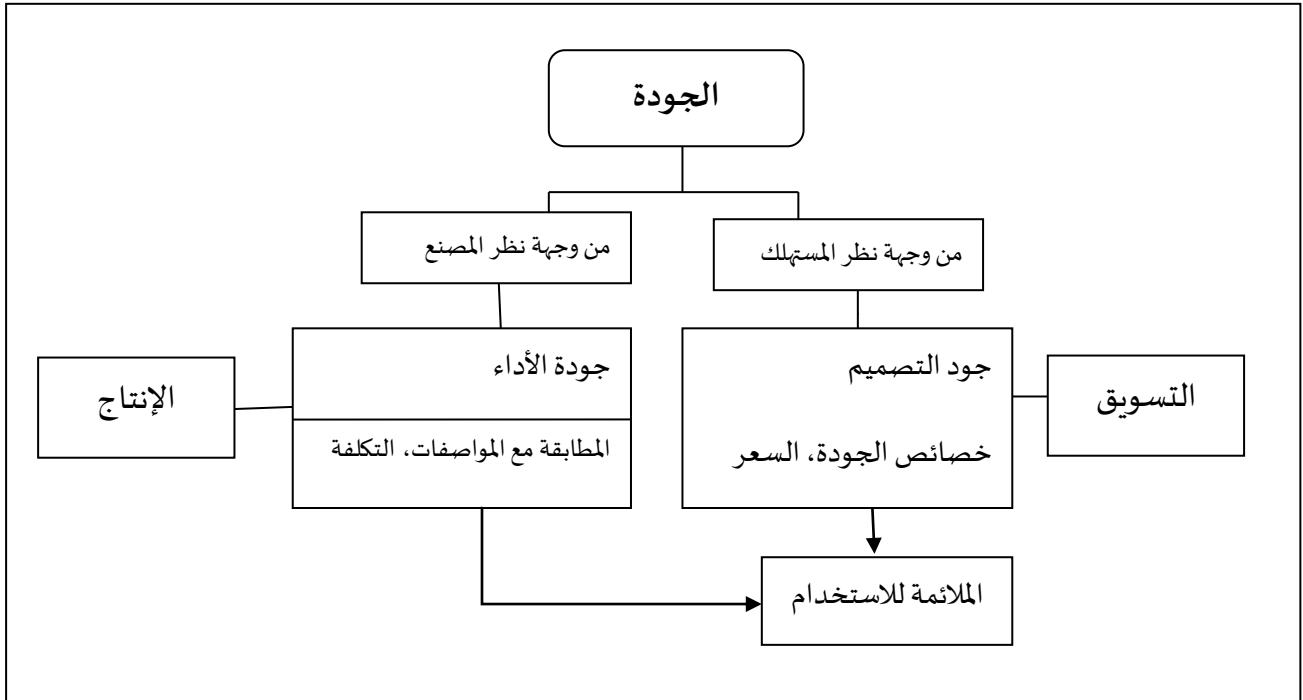 الجودة
من وجهة نظر المستهلك
من وجهة نظر المصنع
التسويق
جود التصميم
خصائص الجودة، السعر
جودة الأداء
المطابقة مع المواصفات، التكلفة
الإنتاج
الملائمة للاستخدام